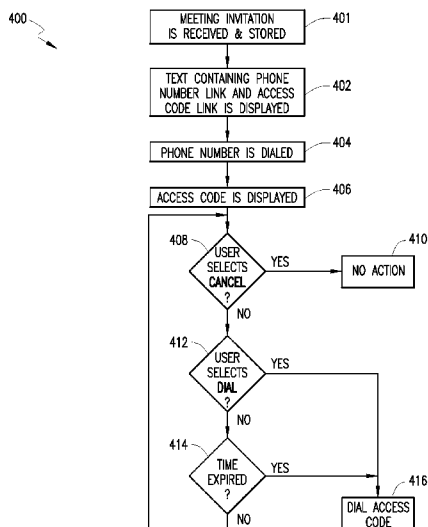 400
MEETING INVITATION
IS RECEIVED & STORED
401
TEXT CONTAINING PHONE
NUMBER LINK AND ACCESS
CODE LINK IS DISPLAYED
402
PHONE NUMBER IS DIALED
404
ACCESS CODE IS DISPLAYED
406
408
USER
SELECTS
CANCEL
?
YES
NO
410
NO ACTION
412
USER
SELECTS
DIAL
?
YES
NO
414
TIME
EXPIRED
?
YES
NO
416
DIAL ACCESS
CODE